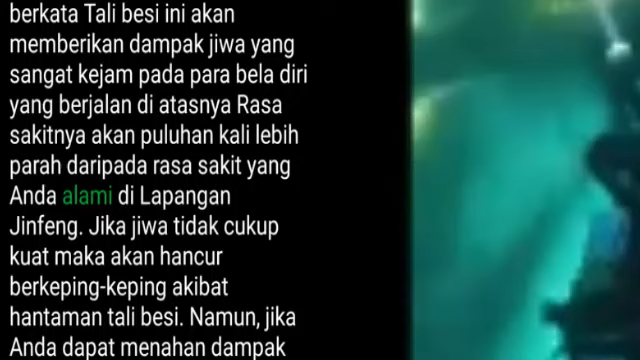 berkata Tali besi ini akan
memberikan dampak jiwa yang
sangat kejam pada para bela diri
yang berjalan di atasnya Rasa
sakitnya akan puluhan kali lebih
parah daripada rasa sakit yang
Anda alami di Lapangan
Jinfeng. Jika jiwa tidak cukup
kuat maka akan hancur
berkeping-keping akibat
hantaman tali besi. Namun, jika
Anda dapat menahan dampak